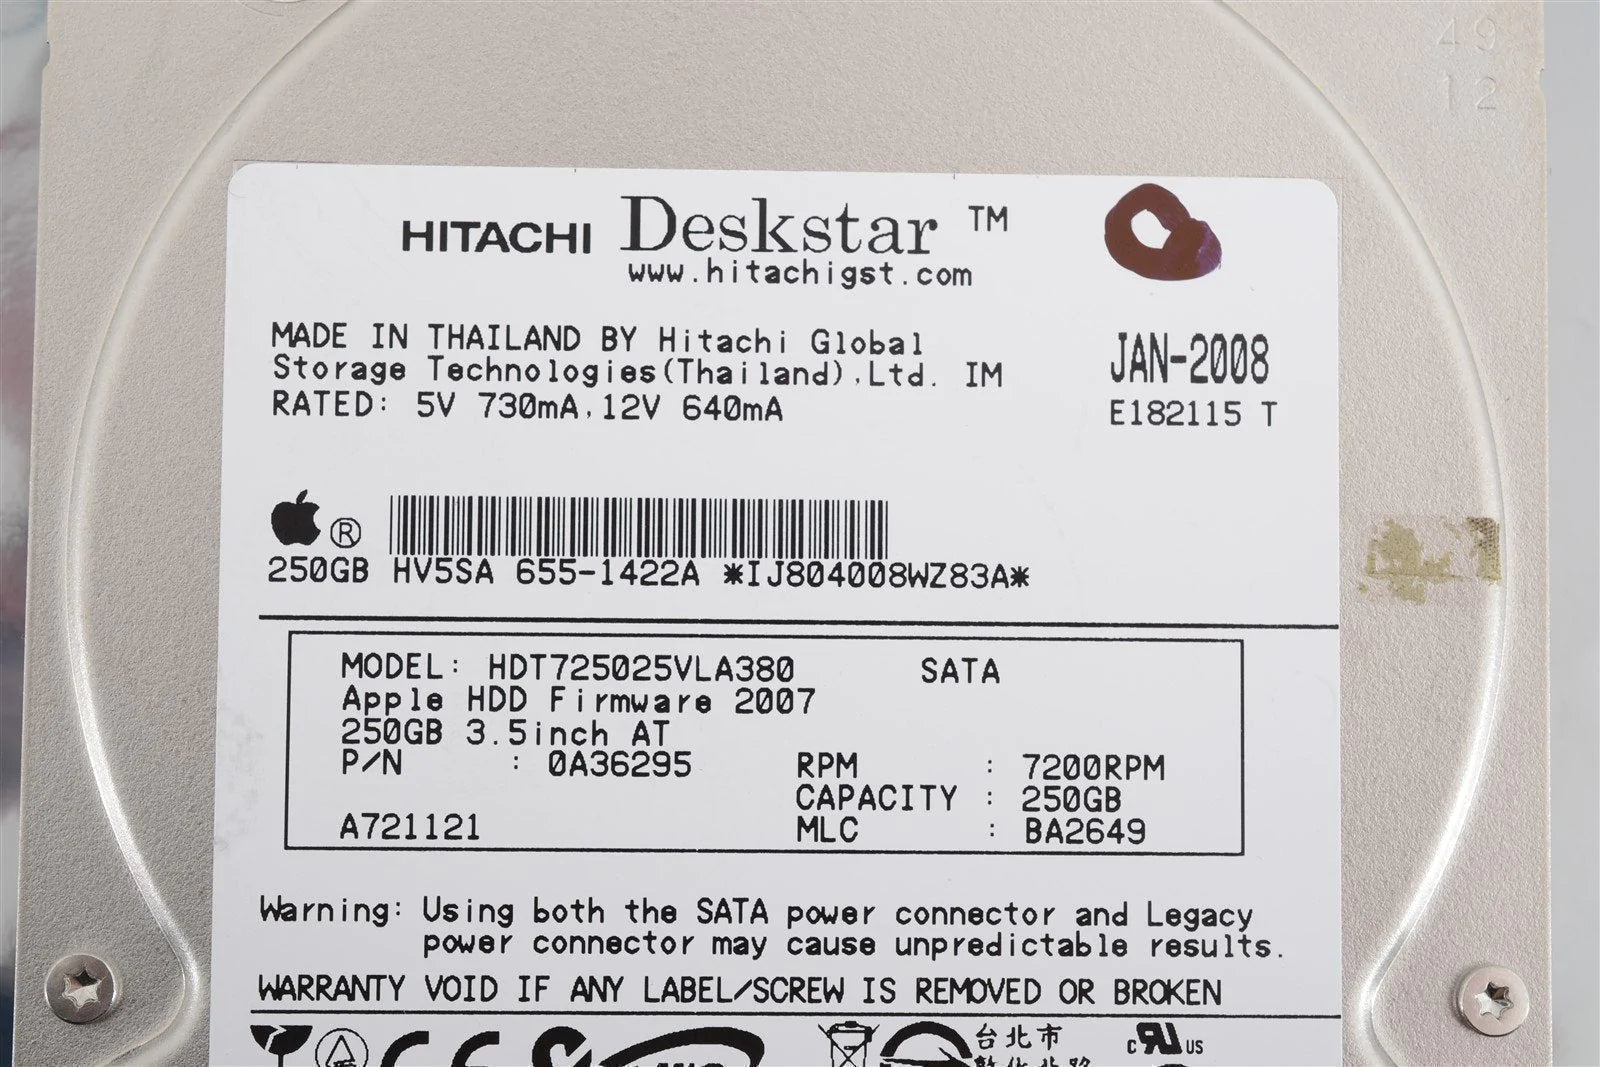 49
12
HITACHI Deskstar ™
www.hitachigst.com
MADE IN THAILAND BY Hitachi Global
Storage Technologies(Thailand),Ltd. IM
RATED: 5V 730mA,12V 640mA
JAN-2008
E182115 T
®
250GB HV5SA 655-1422A *IJ804008WZ83A*
MODEL: HDT725025VLA380 SATA
Apple HDD Firmware 2007
250GB 3.5inch AT
P/N : 0A36295
RPM : 7200RPM
CAPACITY : 250GB
A721121
MLC : BA2649
Warning: Using both the SATA power connector and Legacy
power connector may cause unpredictable results.
WARRANTY VOID IF ANY LABEL/SCREW IS REMOVED OR BROKEN
CE
台北市
c US